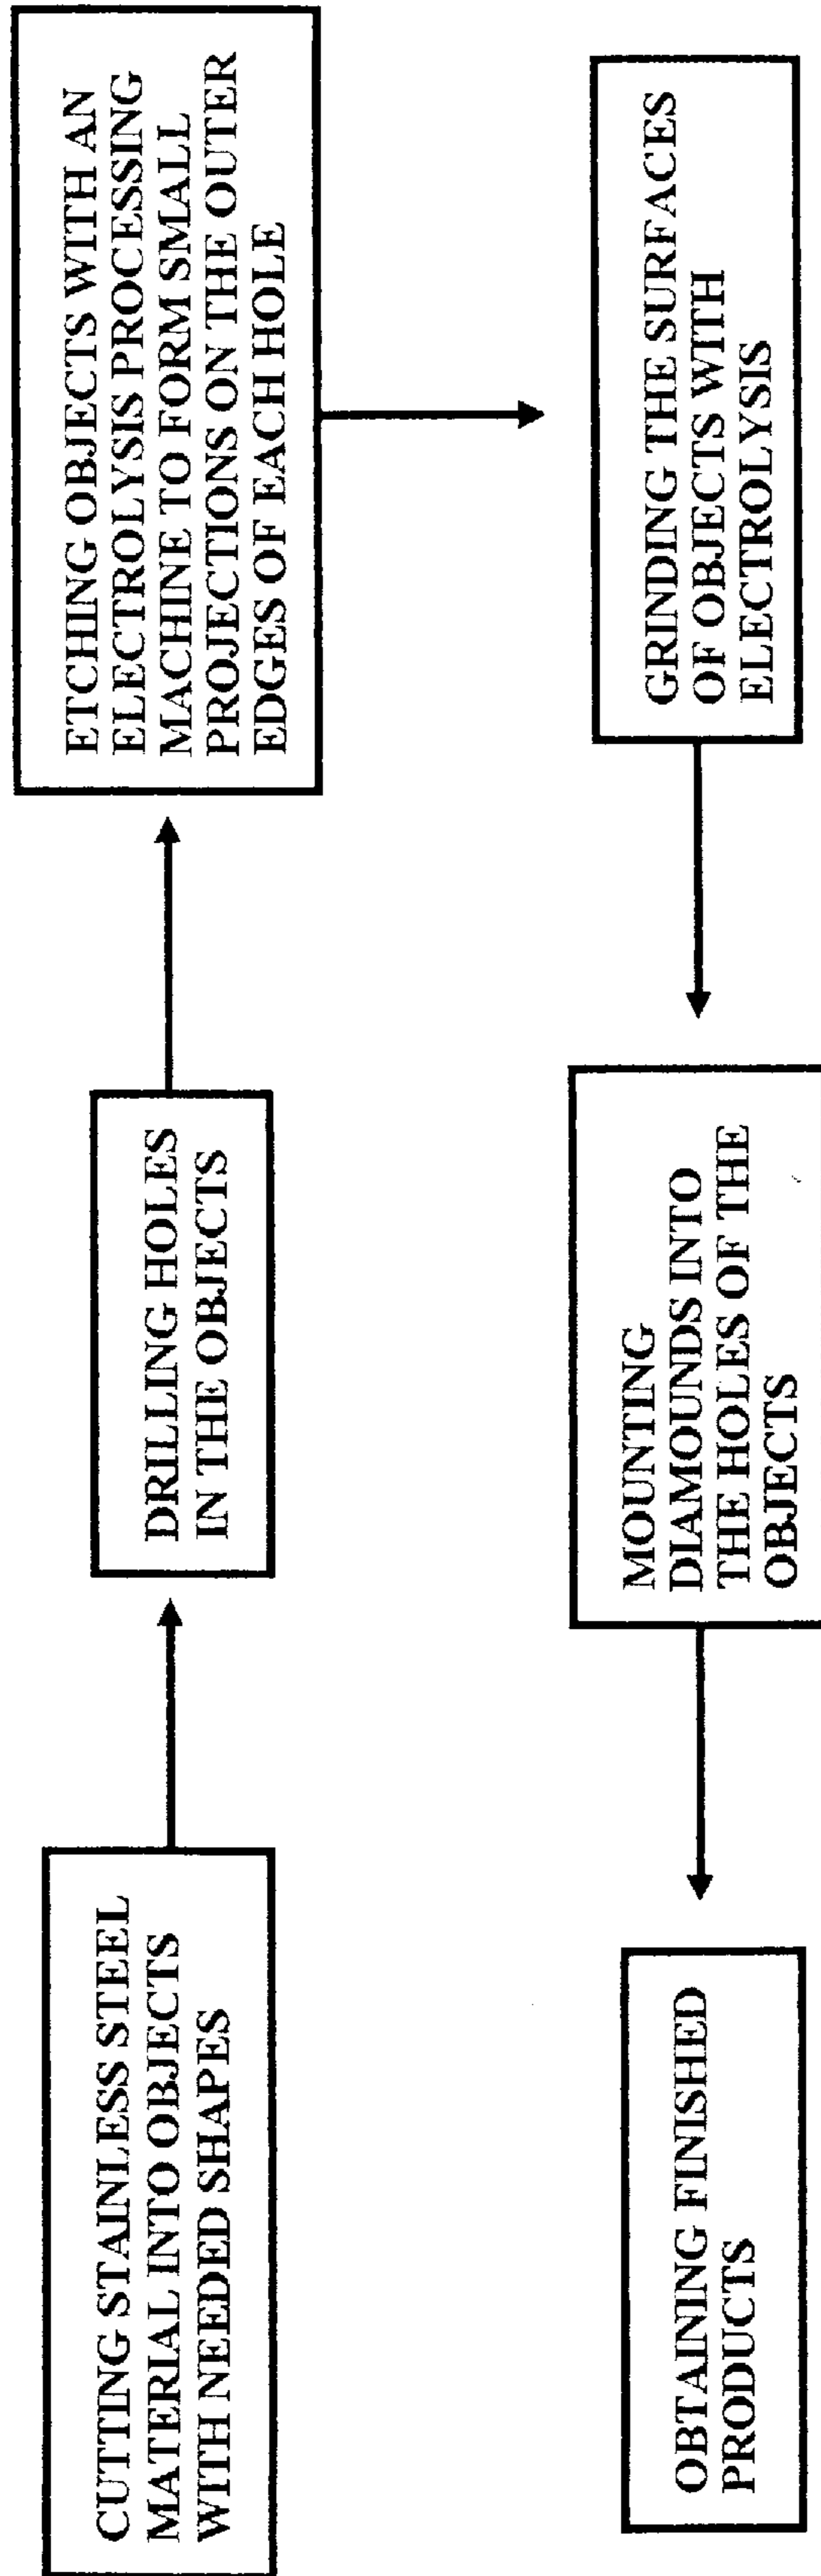 CUTTING STAINLESS STEEL
MATERIAL INTO OBJECTS
WITH NEEDED SHAPES
DRILLING HOLES
IN THE OBJECTS
ETCHING OBJECTS WITH AN
ELECTROLYSIS PROCESSING
MACHINE TO FORM SMALL
PROJECTIONS ON THE OUTER
EDGES OF EACH HOLE
GRINDING THE SURFACES
OF OBJECTS WITH
ELECTROLYSIS
MOUNTING
DIAMOUNDS INTO
THE HOLES OF THE
OBJECTS
OBTAINING FINISHED
PRODUCTS